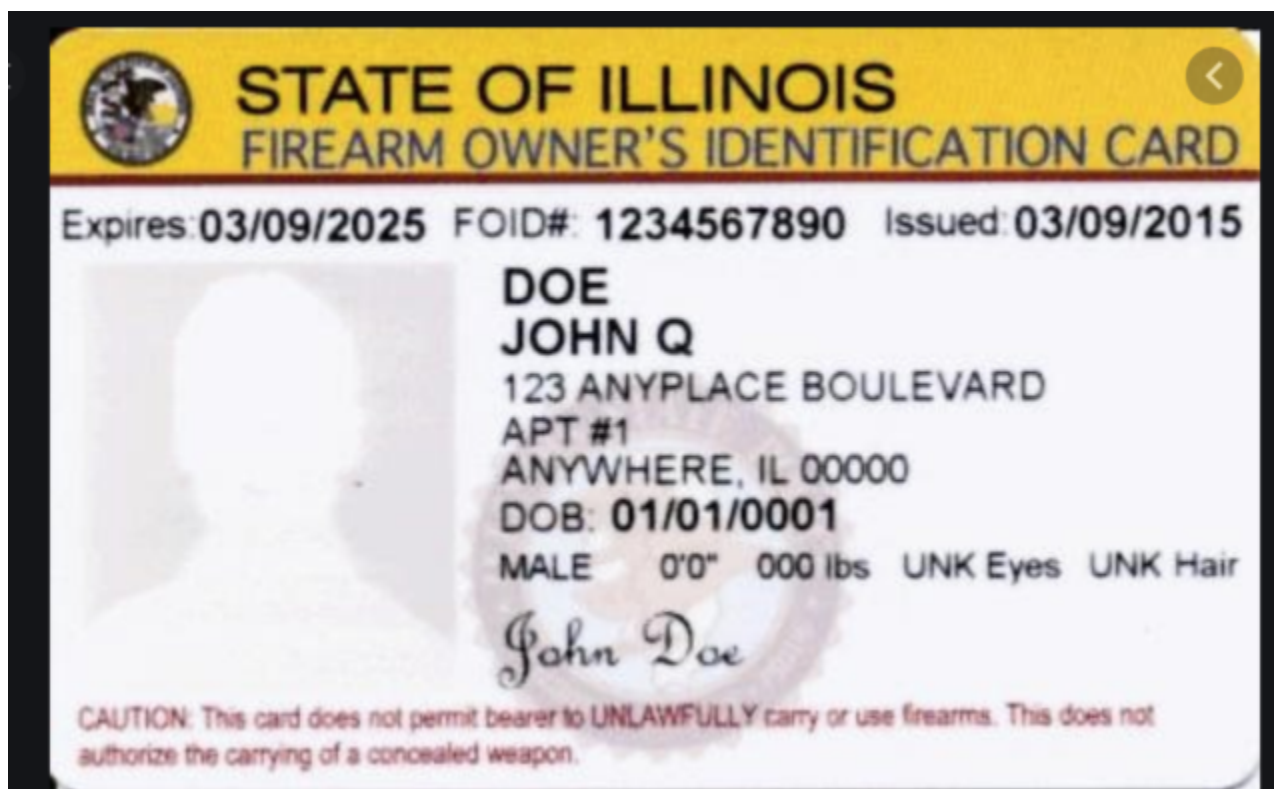 STATE OF ILLINOIS
FIREARM OWNER'S IDENTIFICATION CARD
Expires: 03/09/2025 FOID#: 1234567890 Issued: 03/09/2015
DOE
JOHN Q
123 ANYPLACE BOULEVARD
APT #1
ANYWHERE, IL 00000
DOB: 01/01/0001
MALE 0'0" 000 lbs UNK Eyes UNK Hair
John Doe
CAUTION: This card does not permit bearer to UNLAWFULLY carry or use firearms. This does not
authorize the carrying of a concealed weapon.